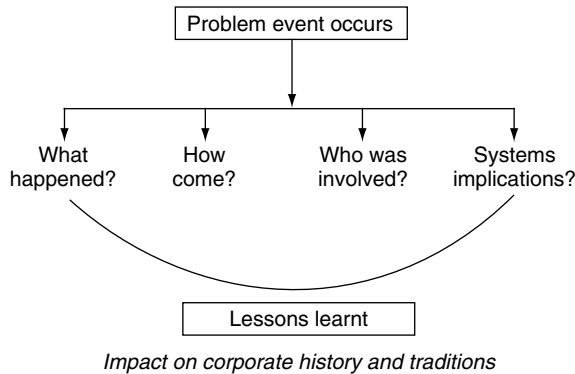 Problem event occurs
What
happened?
How
come?
Who was
involved?
Systems
implications?
Lessons learnt
Impact on corporate history and traditions